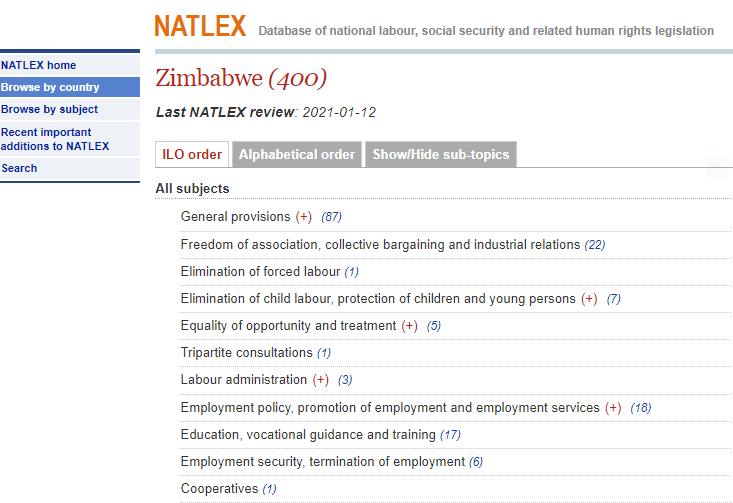 NATLEX Database of national labour, social security and related human rights legislation
NATLEX home
Browse by country
Browse by subject
Recent important
additions to NATLEX
Search
Zimbabwe (400)
Last NATLEX review: 2021-01-12
ILO order Alphabetical order Show/Hide sub-topics
All subjects
General provisions (+) (87)
Freedom of association, collective bargaining and industrial relations (22)
Elimination of forced labour (1)
Elimination of child labour, protection of children and young persons (+) (7)
Equality of opportunity and treatment (+) (5)
Tripartite consultations (1)
Labour administration (+) (3)
Employment policy, promotion of employment and employment services (+) (18)
Education, vocational guidance and training (17)
Employment security, termination of employment (6)
Cooperatives (1)